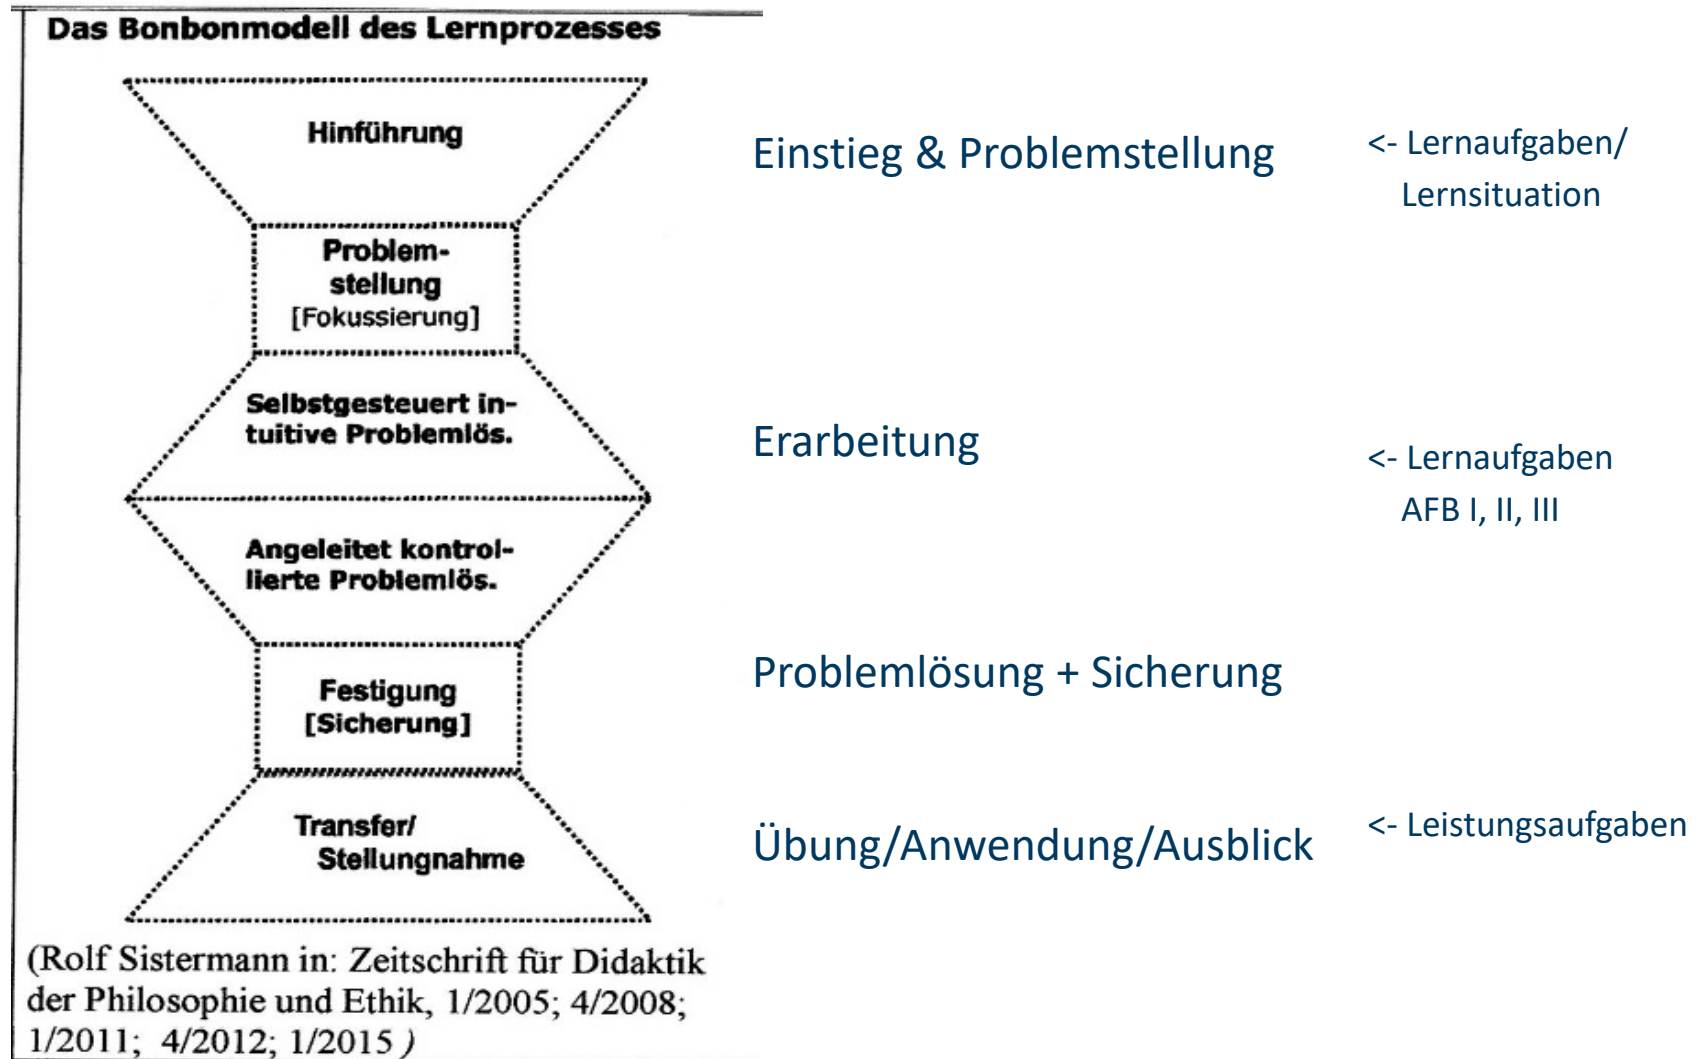 Das Bonbonmodell des Lernprozesses
Hinführung
Problem-
stellung
[Fokussierung]
Selbstgesteuert in-
tuitive Problemlös.
Angeleitet kontrol-
lierte Problemlös.
Festigung
[Sicherung]
Transfer/
Stellungnahme
(Rolf Sistermann in: Zeitschrift für Didaktik
der Philosophie und Ethik, 1/2005; 4/2008;
1/2011; 4/2012; 1/2015 )
Einstieg & Problemstellung
<- Lernaufgaben/
Lernsituation
Erarbeitung
<- Lernaufgaben
AFB I, II, III
Problemlösung + Sicherung
Übung/Anwendung/Ausblick
<- Leistungsaufgaben